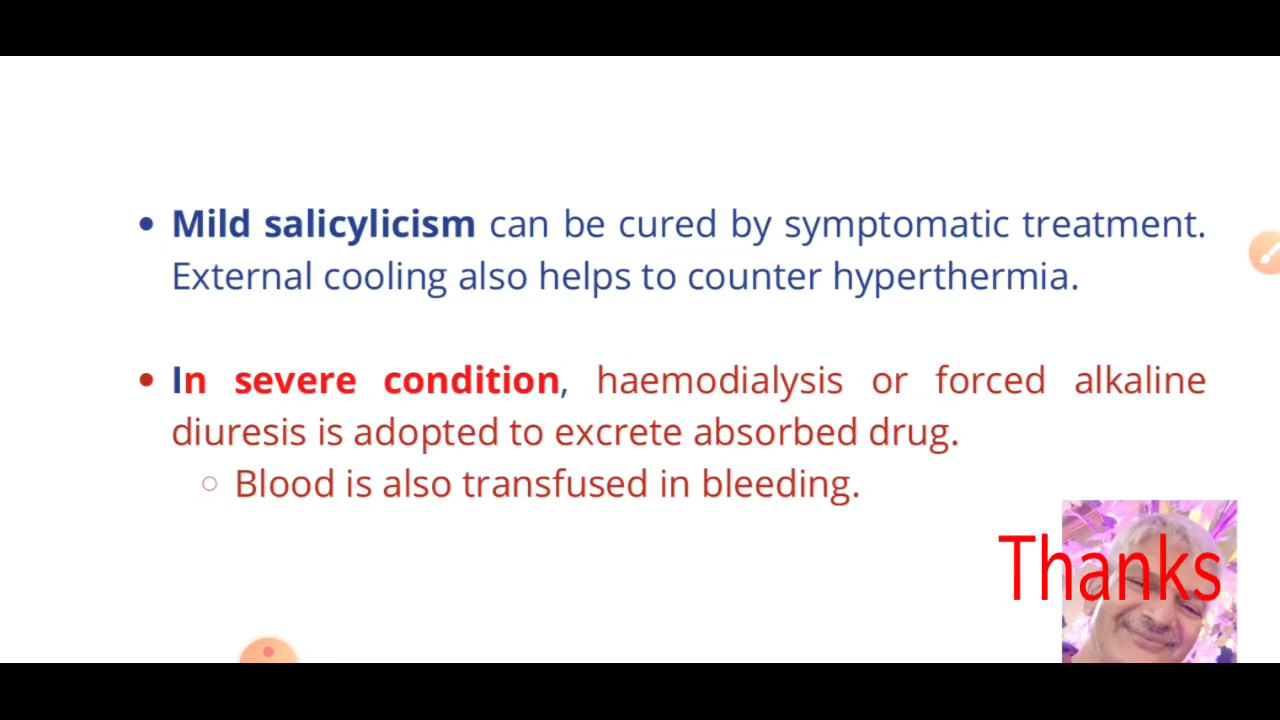 Mild salicylicism can be cured by symptomatic treatment.
External cooling also helps to counter hyperthermia.
In severe condition, haemodialysis or forced alkaline
diuresis is adopted to excrete absorbed drug.
Blood is also transfused in bleeding.
Thanks